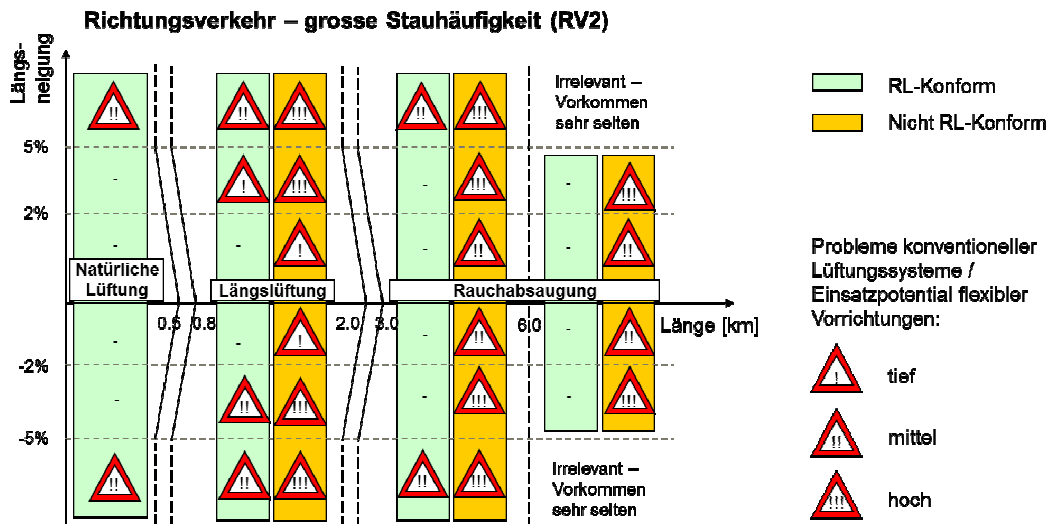 Richtungsverkehr – grosse Stauhäufigkeit (RV2)
Längs-
neigung
!!
!!
!!!
!!
!!!
Irrelevant –
Vorkommen
sehr selten
RL-Konform
Nicht RL-Konform
5%
-
!
!!!
-
!!!
-
!!!
2%
-
-
!
-
!!
-
!!
Natürliche
Lüftung
Längslüftung
Rauchabsaugung
0.6
0.8
2.0
3.0
6.0
Länge [km]
-
-
!
-
!!
-
!!
-2%
-
!!
!!!
-
!!!
-
!!!
-5%
!!
!!
!!!
!!
!!!
Irrelevant –
Vorkommen
sehr selten
Probleme konventioneller
Lüftungssysteme /
Einsatzpotential flexibler
Vorrichtungen:
! tief
!! mittel
!!! hoch